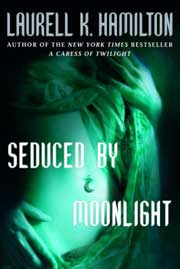 LAURELL K. HAMILTON
AUTHOR OF THE NEW YORK TIMES BESTSELLER
A CARESS OF TWILIGHT
SEDUCED BY
MOONLIGHT